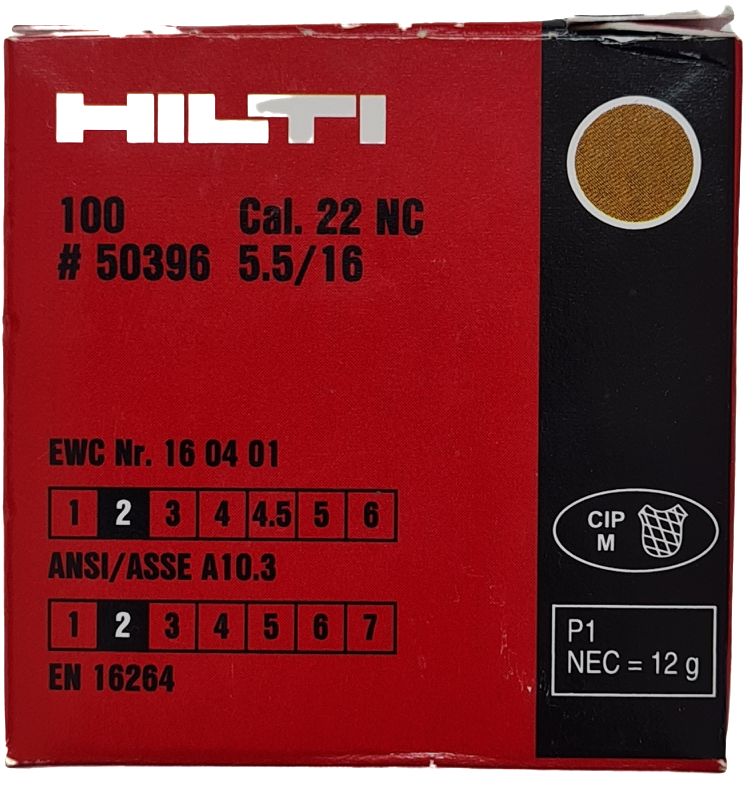 HILTI
100 Cal. 22 NC
# 50396 5.5/16
EWC Nr. 16 04 01
1 2 3 4 4.5 5 6
ANSI/ASSE A10.3
1 2 3 4 5 6 7
EN 16264
CIP
M
P1
NEC = 12 g